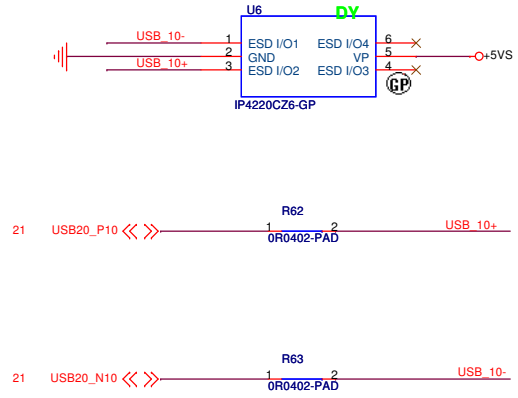 U6
DY
USB_10-
1
ESD I/O1
ESD I/O4
6
2
GND
VP
5
+5VS
USB_10+
3
ESD I/O2
ESD I/O3
4
GP
IP4220CZ6-GP
R62
21
USB20_P10
1
2
USB_10+
0R0402-PAD
R63
21
USB20_N10
1
2
USB_10-
0R0402-PAD